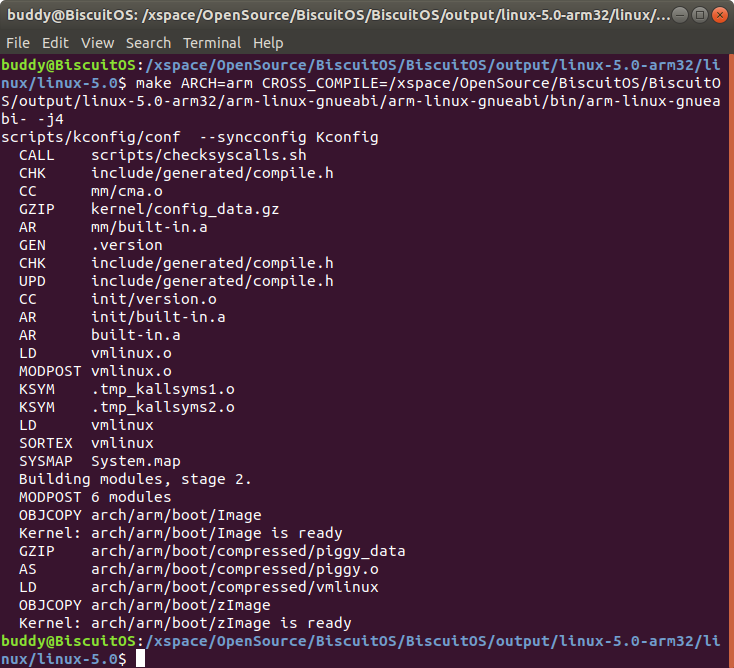 buddy@BiscuitOS: /xspace/OpenSource/BiscuitOS/BiscuitOS/output/linux-5.0-arm32/linux/...
File Edit View Search Terminal Help
buddy@BiscuitOS:/xspace/OpenSource/BiscuitOS/BiscuitOS/output/linux-5.0-arm32/li
nux/linux-5.0$ make ARCH=arm CROSS_COMPILE=/xspace/OpenSource/BiscuitOS/BiscuitO
S/output/linux-5.0-arm32/arm-linux-gnueabi/arm-linux-gnueabi/bin/arm-linux-gnuea
bi- -j4
scripts/kconfig/conf  --syncconfig Kconfig
  CALL    scripts/checksyscalls.sh
  CHK     include/generated/compile.h
  CC      mm/cma.o
  GZIP    kernel/config_data.gz
  AR      mm/built-in.a
  GEN     .version
  CHK     include/generated/compile.h
  UPD     include/generated/compile.h
  CC      init/version.o
  AR      init/built-in.a
  AR      built-in.a
  LD      vmlinux.o
  MODPOST vmlinux.o
  KSYM    .tmp_kallsyms1.o
  KSYM    .tmp_kallsyms2.o
  LD      vmlinux
  SORTEX  vmlinux
  SYSMAP  System.map
  Building modules, stage 2.
  MODPOST 6 modules
  OBJCOPY arch/arm/boot/Image
  Kernel: arch/arm/boot/Image is ready
  GZIP    arch/arm/boot/compressed/piggy_data
  AS      arch/arm/boot/compressed/piggy.o
  LD      arch/arm/boot/compressed/vmlinux
  OBJCOPY arch/arm/boot/zImage
  Kernel: arch/arm/boot/zImage is ready
buddy@BiscuitOS:/xspace/OpenSource/BiscuitOS/BiscuitOS/output/linux-5.0-arm32/li
nux/linux-5.0$